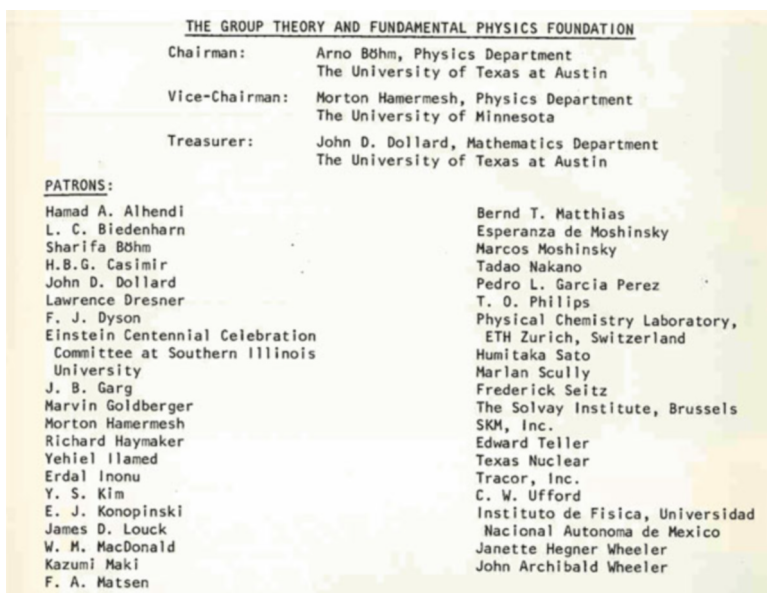 THE GROUP THEORY AND FUNDAMENTAL PHYSICS FOUNDATION
Chairman: Arno Böhm, Physics Department
The University of Texas at Austin
Vice-Chairman: Morton Hamermesh, Physics Department
The University of Minnesota
Treasurer: John D. Dollard, Mathematics Department
The University of Texas at Austin
PATRONS:
Hamad A. Alhendi
L. C. Biedenharn
Sharifa Böhm
H.B.G. Casimir
John D. Dollard
Lawrence Dresner
F. J. Dyson
Einstein Centennial Celebration
Committee at Southern Illinois
University
J. B. Garg
Marvin Goldberger
Morton Hamermesh
Richard Haymaker
Yehiel Ilamed
Erdal Inonu
Y. S. Kim
E. J. Konopinski
James D. Louck
W. M. MacDonald
Kazumi Maki
F. A. Matsen
Bernd T. Matthias
Esperanza de Moshinsky
Marcos Moshinsky
Tadao Nakano
Pedro L. Garcia Perez
T. O. Philips
Physical Chemistry Laboratory,
ETH Zurich, Switzerland
Humitaka Sato
Marlan Scully
Frederick Seitz
The Solvay Institute, Brussels
SKM, Inc.
Edward Teller
Texas Nuclear
Tracor, Inc.
C. W. Ufford
Instituto de Fisica, Universidad
Nacional Autonoma de Mexico
Janette Hegner Wheeler
John Archibald Wheeler